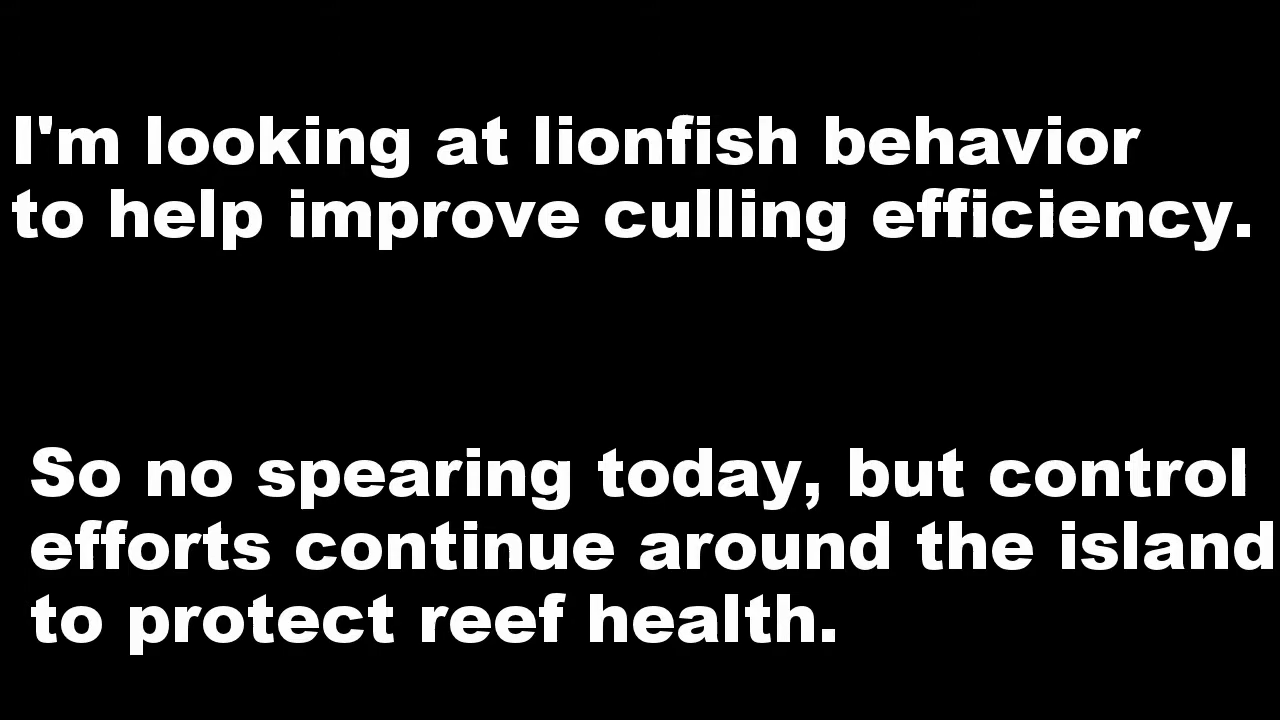 I'm looking at lionfish behavior
to help improve culling efficiency.
So no spearing today, but control
efforts continue around the island
to protect reef health.